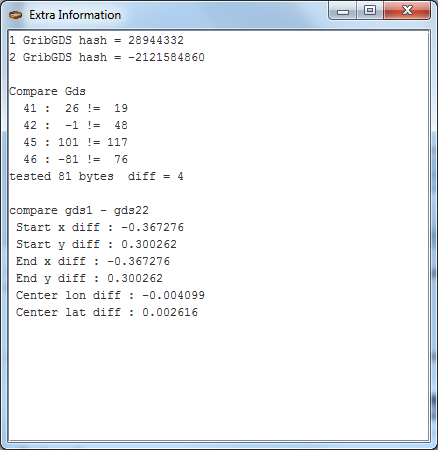 Extra Information
1 GribGDS hash = 28944332
2 GribGDS hash = -2121584860
Compare Gds
41 : 26 != 19
42 : -1 != 48
45 : 101 != 117
46 : -81 != 76
tested 81 bytes diff = 4
compare gds1 - gds22
Start x diff : -0.367276
Start y diff : 0.300262
End x diff : -0.367276
End y diff : 0.300262
Center lon diff : -0.004099
Center lat diff : 0.002616